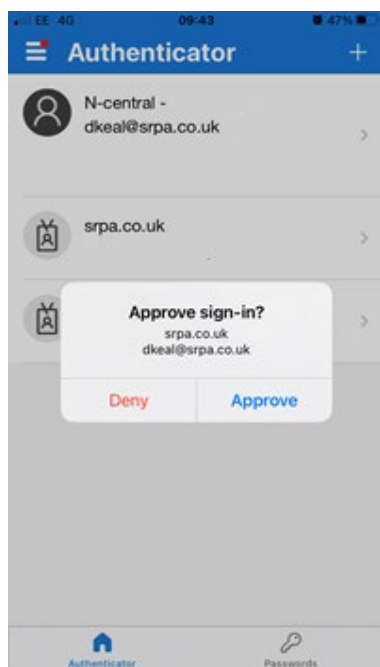 EE 4G 09:43 47%
Authenticator
N-central -
dkeal@srpa.co.uk
srpa.co.uk
Approve sign-in?
srpa.co.uk
dkeal@srpa.co.uk
Deny Approve
Authenticator Passwords